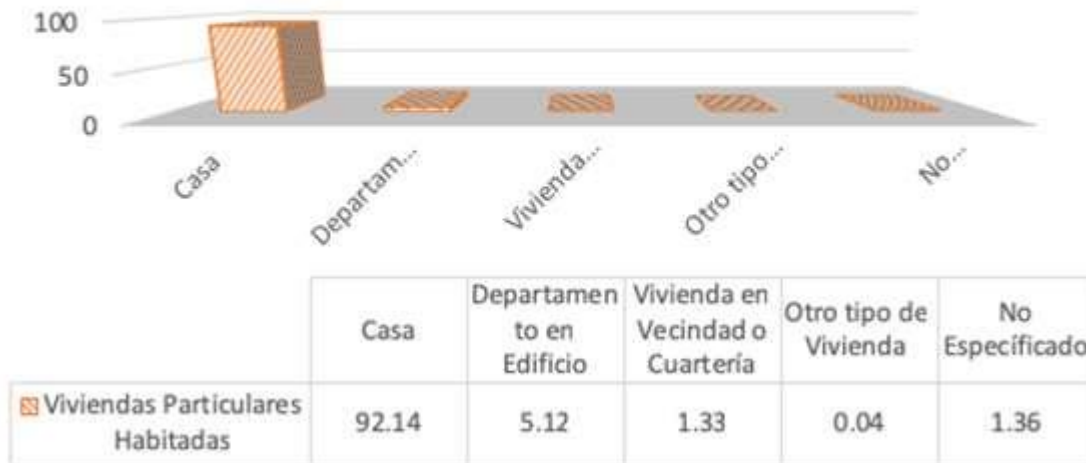 100
50
0
Casa
Departam...
Vivienda...
Otro tipo...
No...
Casa
Departamen
to en
Edificio
Vivienda en
Vecindad o
Cuartería
Otro tipo de
Vivienda
No
Específicado
Viviendas Particulares
Habitadas
92.14
5.12
1.33
0.04
1.36